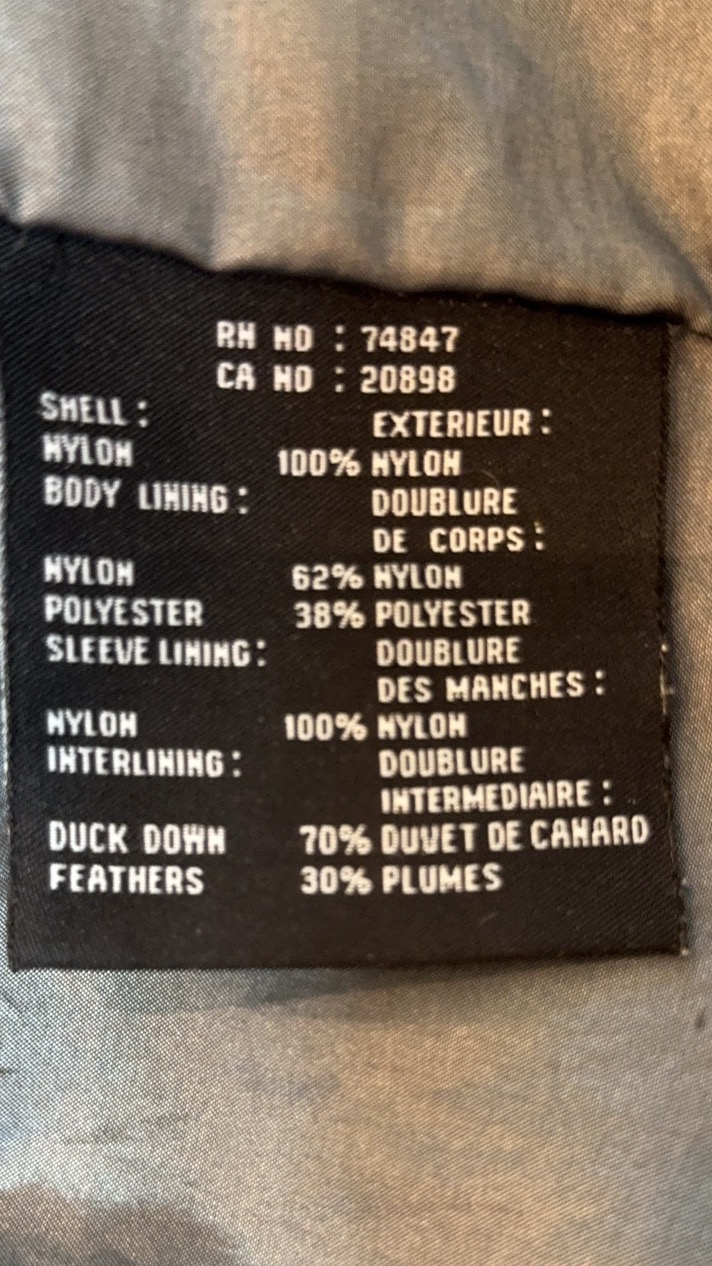 RN NO : 74847
CA NO : 20898
SHELL : EXTERIEUR :
NYLON 100% NYLON
BODY LINING : DOUBLURE
DE CORPS :
NYLON 62% NYLON
POLYESTER 38% POLYESTER
SLEEVE LINING : DOUBLURE
DES MANCHES :
NYLON 100% NYLON
INTERLINING : DOUBLURE
INTERMEDIAIRE :
DUCK DOWN 70% DUVET DE CANARD
FEATHERS 30% PLUMES